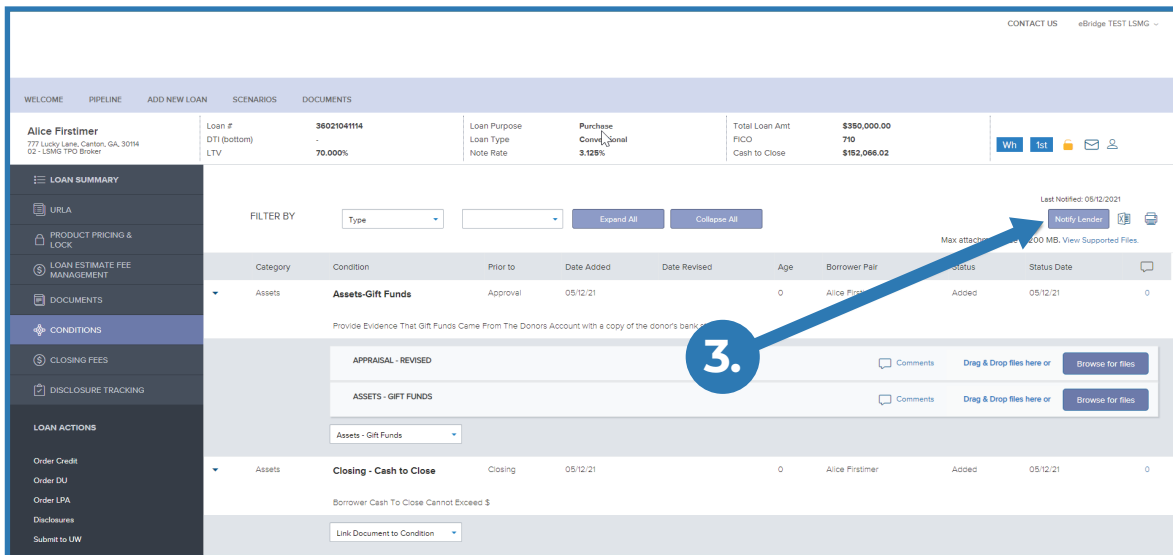 CONTACT US eBridge TEST LSMG
WELCOME PIPELINE ADD NEW LOAN SCENARIOS DOCUMENTS
Alice Firstimer
777 Lucky Lane, Canton, GA, 30114
02 - LSMG TPO Broker
Loan # 36021041114
DTI (bottom) -
LTV 70.000%
Loan Purpose Purchase
Loan Type Conventional
Note Rate 3.125%
Total Loan Amt $350,000.00
FICO 710
Cash to Close $152,066.02
Wh 1st
LOAN SUMMARY
URLA
PRODUCT PRICING &
LOCK
LOAN ESTIMATE FEE
MANAGEMENT
DOCUMENTS
CONDITIONS
CLOSING FEES
DISCLOSURE TRACKING
LOAN ACTIONS
Order Credit
Order DU
Order LPA
Disclosures
Submit to UW
Last Notified: 05/12/2021
FILTER BY Type Expand All Collapse All Notify Lender
Max 200 MB. View Supported Files.
Category Condition Prior to Date Added Date Revised Age Borrower Pair Status Status Date
Assets Assets-Gift Funds Approval 05/12/21 0 Alice Firstimer Added 05/12/21 0
Provide Evidence That Gift Funds Came From The Donors Account with a copy of the donor's bank
3.
APPRAISAL - REVISED Comments Drag & Drop files here or Browse for files
ASSETS - GIFT FUNDS Comments Drag & Drop files here or Browse for files
Assets - Gift Funds
Assets Closing - Cash to Close Closing 05/12/21 0 Alice Firstimer Added 05/12/21 0
Borrower Cash To Close Cannot Exceed $
Link Document to Condition